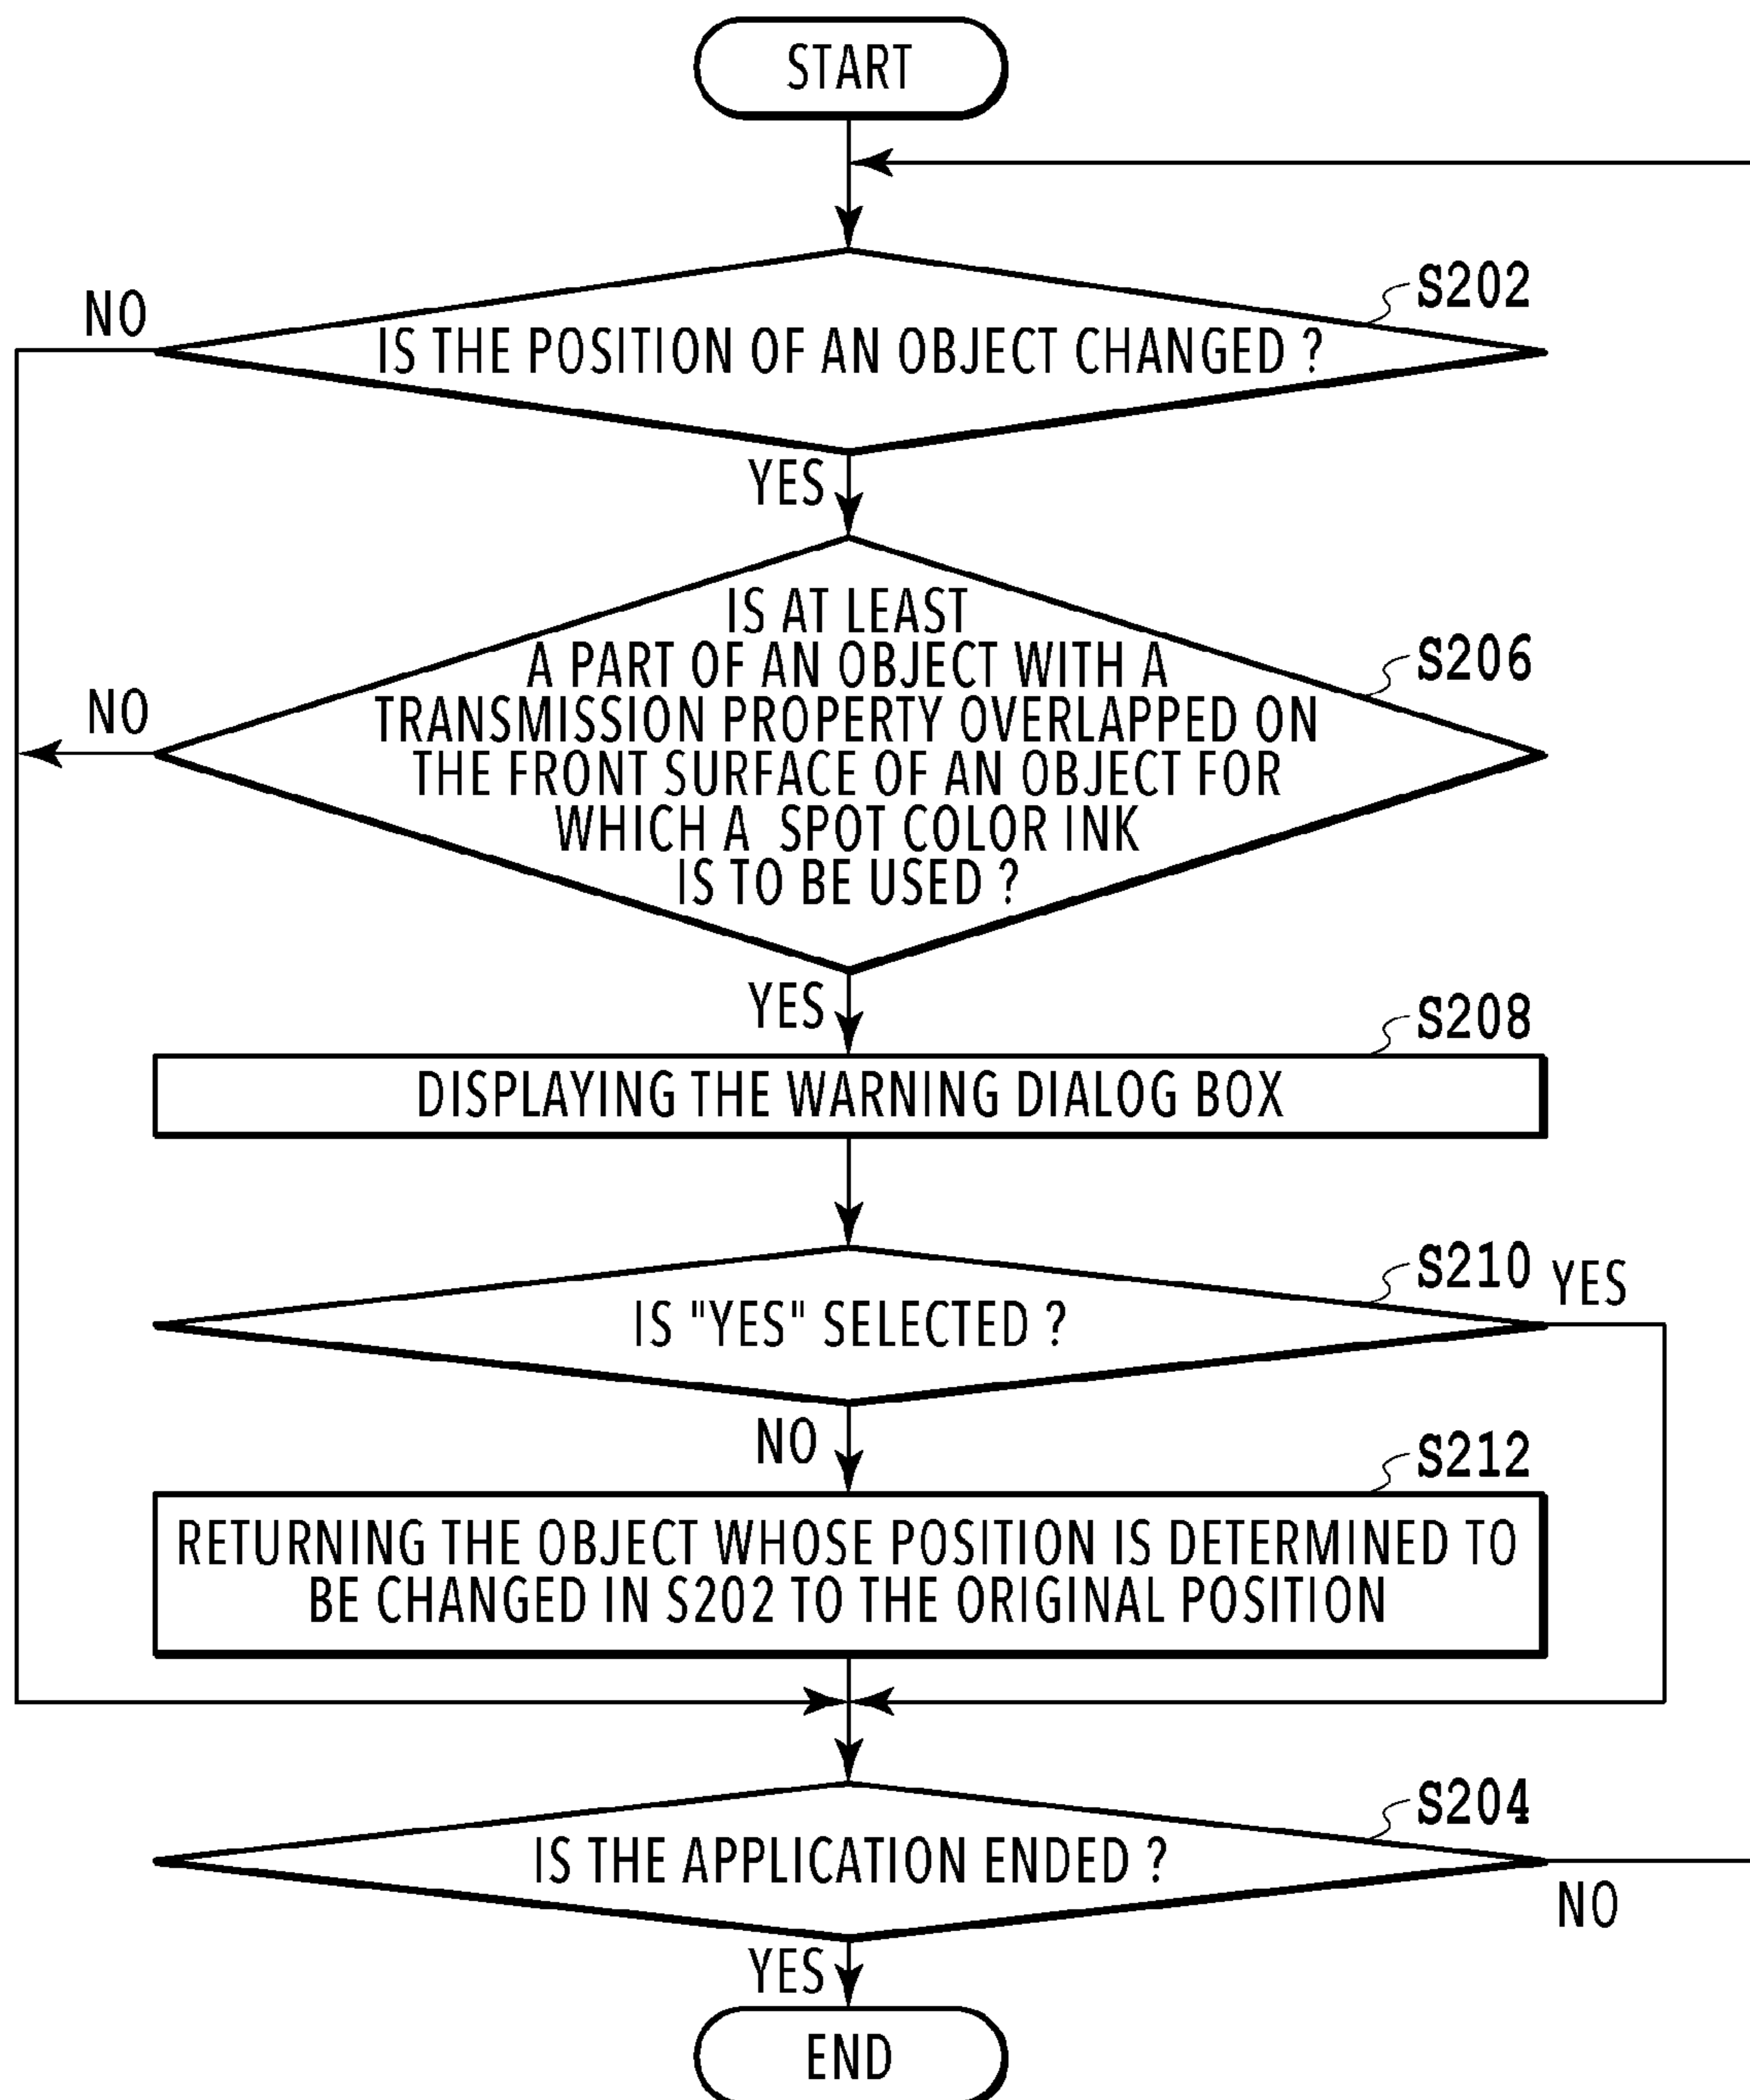 START
S202
NO
IS THE POSITION OF AN OBJECT CHANGED ?
YES
IS AT LEAST
A PART OF AN OBJECT WITH A
S206
NO
TRANSMISSION PROPERTY OVERLAPPED ON
THE FRONT SURFACE OF AN OBJECT FOR
WHICH A SPOT COLOR INK
IS TO BE USED ?
YES
S208
DISPLAYING THE WARNING DIALOG BOX
S210
YES
IS "YES" SELECTED ?
NO
S212
RETURNING THE OBJECT WHOSE POSITION IS DETERMINED TO
BE CHANGED IN S202 TO THE ORIGINAL POSITION
S204
IS THE APPLICATION ENDED ?
NO
YES
END